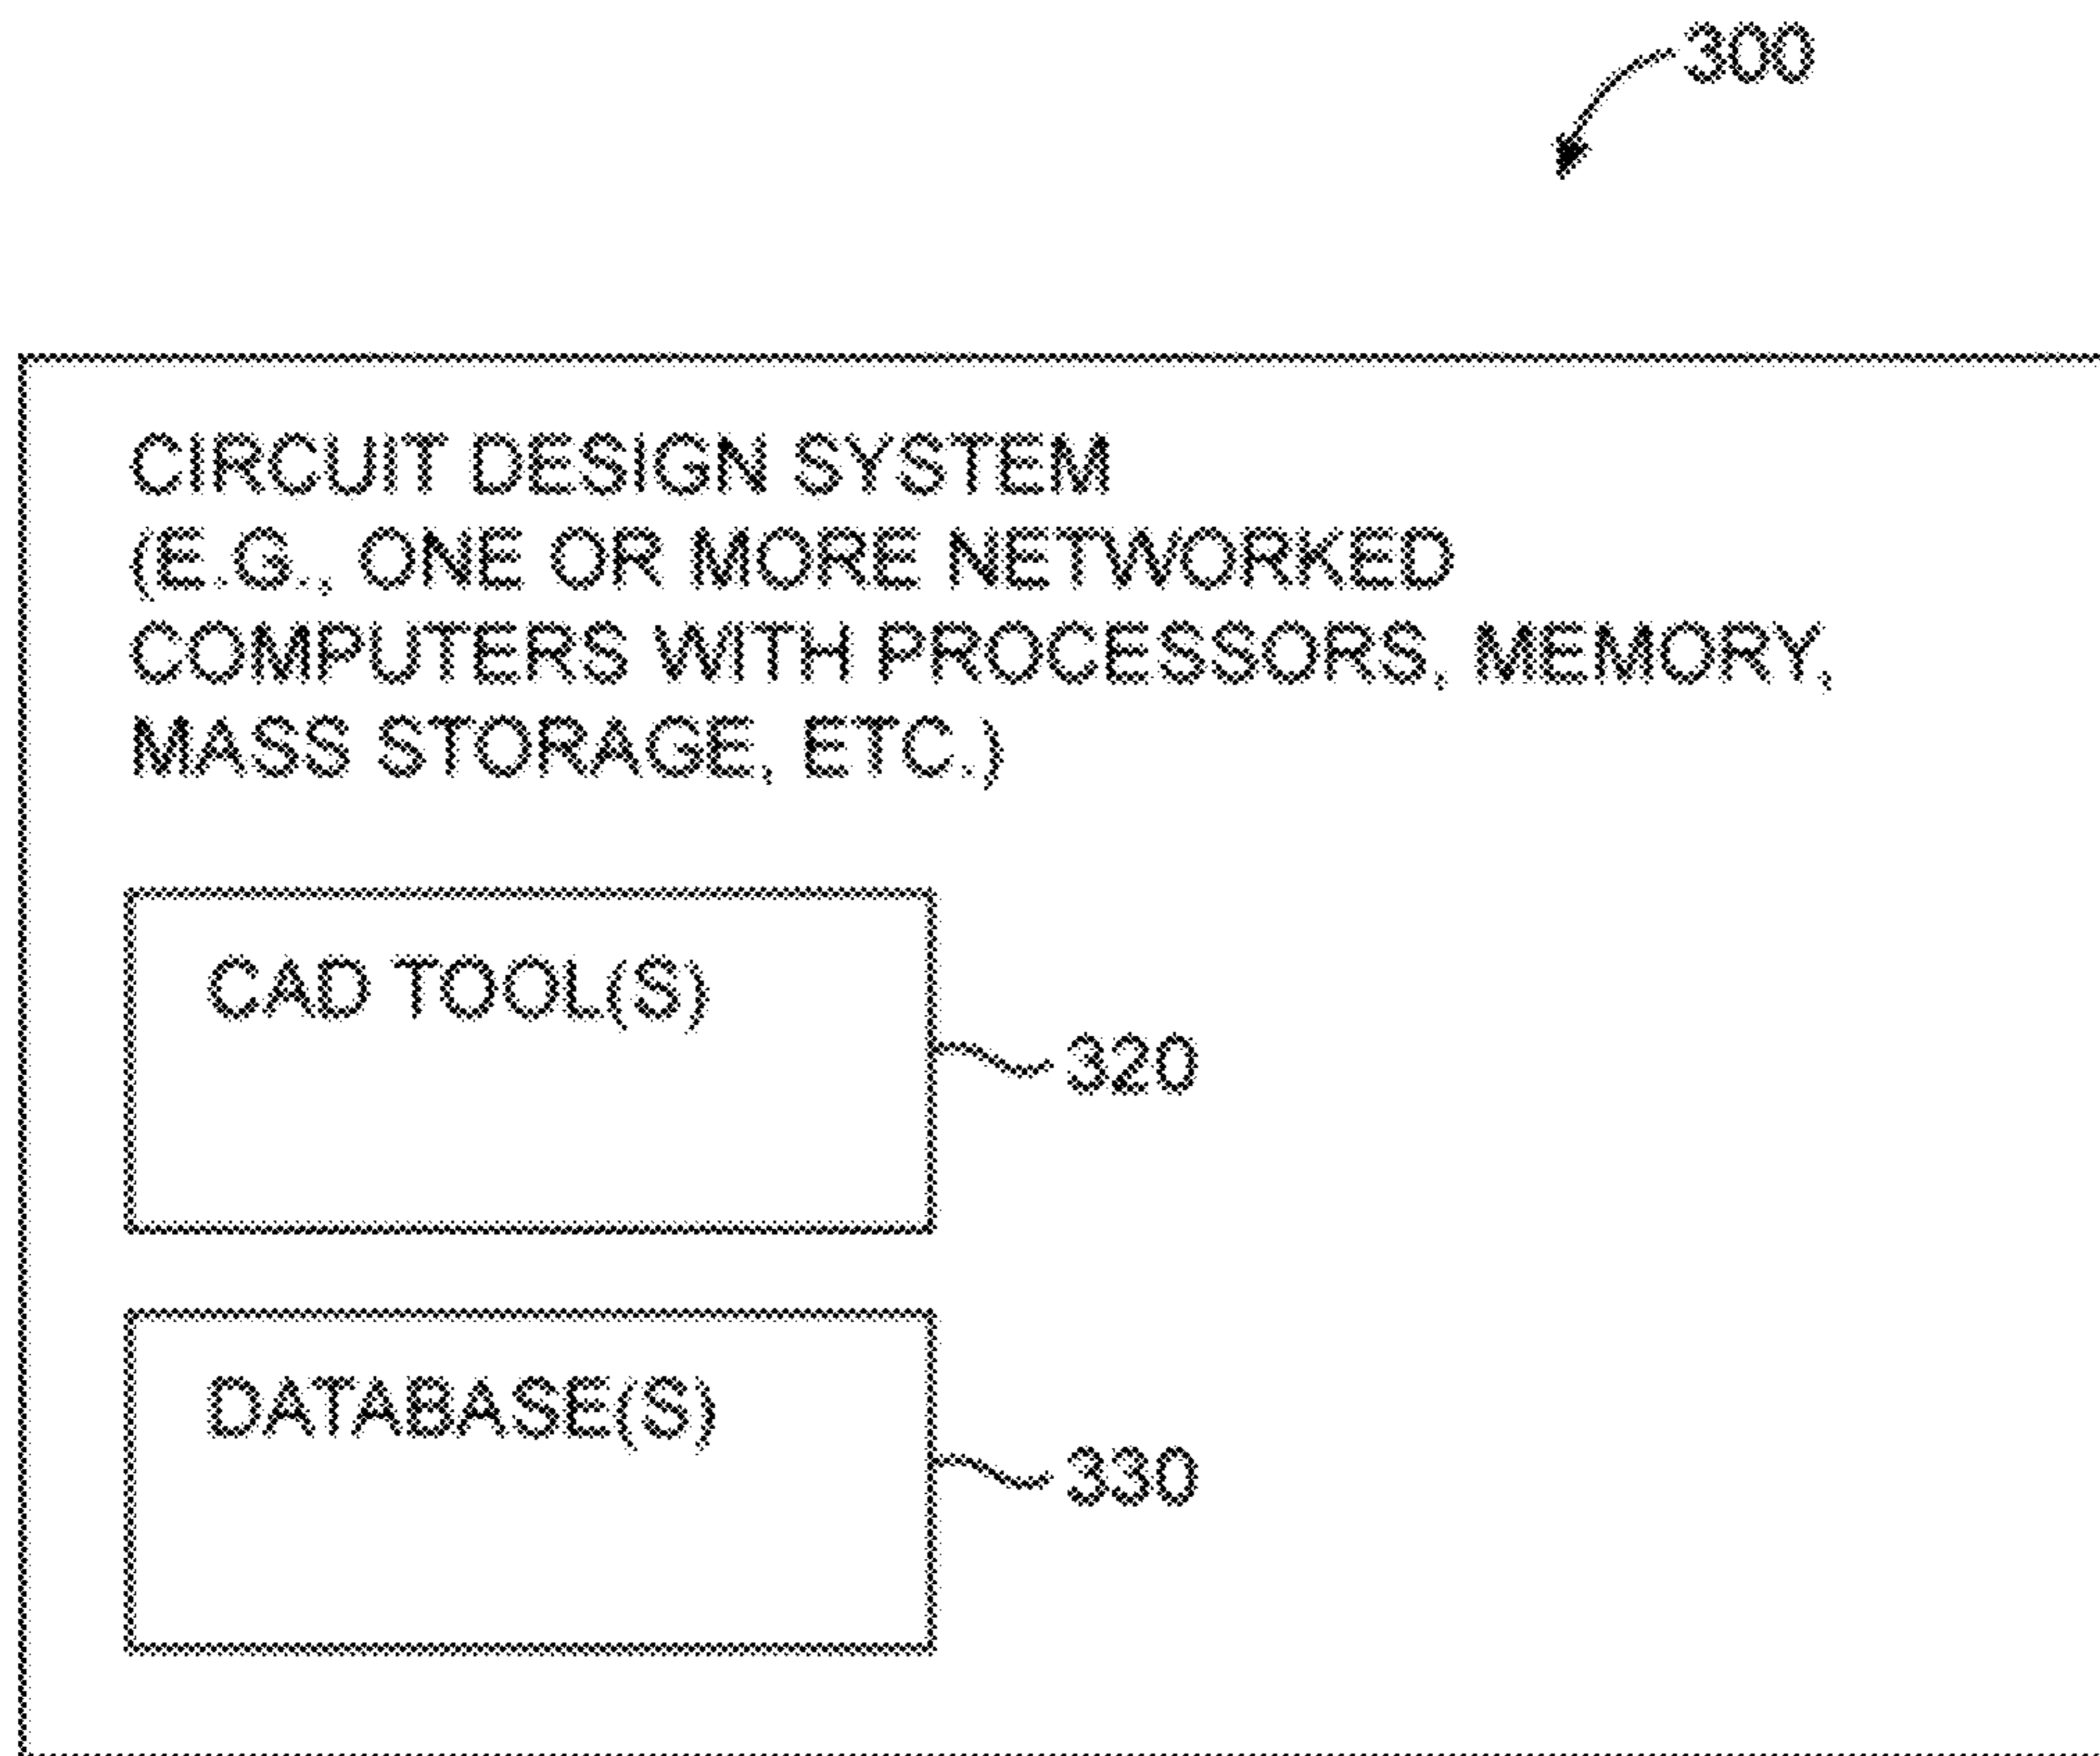 300
CIRCUIT DESIGN SYSTEM
(E.G., ONE OR MORE NETWORKED
COMPUTERS WITH PROCESSORS, MEMORY,
MASS STORAGE, ETC.)
CAD TOOL(S)
320
DATABASE(S)
330